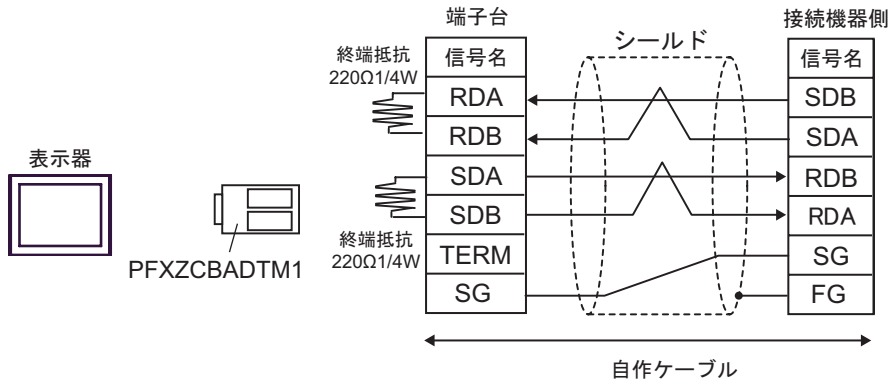 端子台
接続機器側
シールド
終端抵抗
220Ω1/4W
信号名
RDA
RDB
SDA
SDB
TERM
SG
信号名
SDB
SDA
RDB
RDA
SG
FG
表示器
PFXZCBADTM1
終端抵抗
220Ω1/4W
自作ケーブル